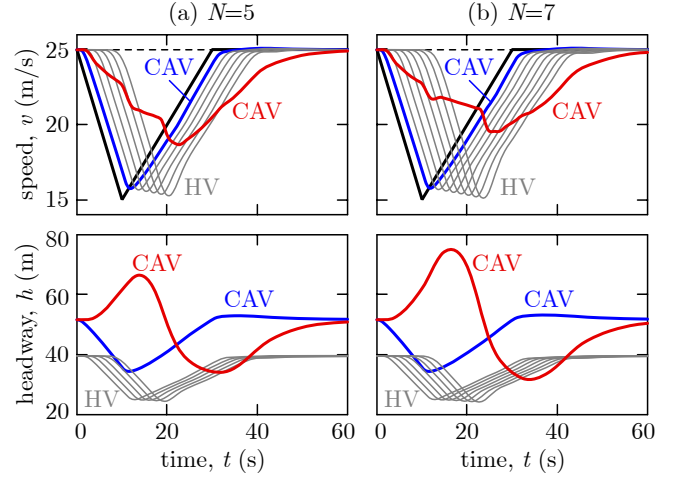 (a) N=5
(b) N=7
speed, v (m/s)
25
20
15
CAV
CAV
HV
CAV
CAV
HV
headway, h (m)
80
60
40
20
CAV
CAV
HV
CAV
CAV
HV
0 20 40 60
0 20 40 60
time, t (s)
time, t (s)